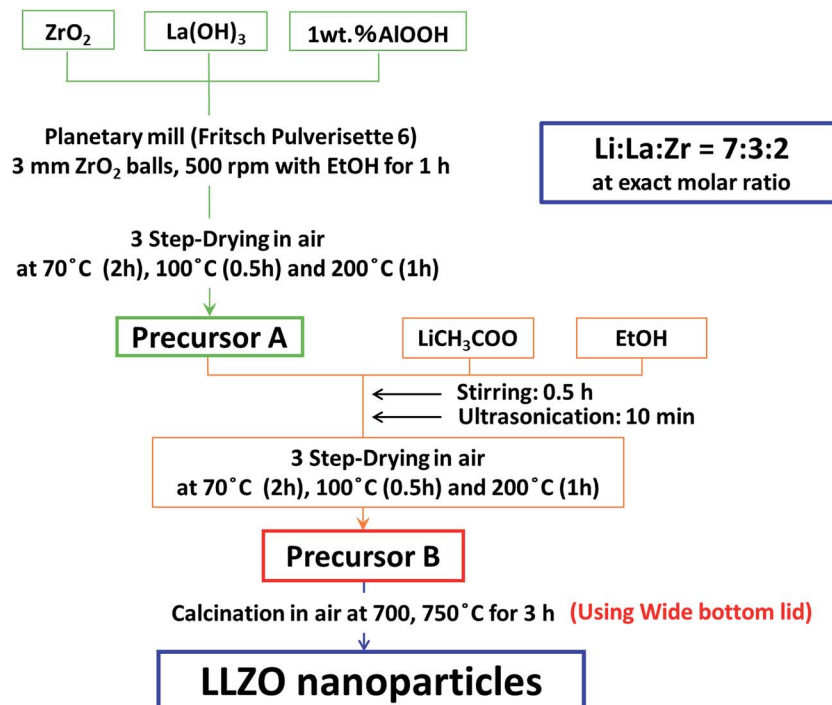 ZrO₂
La(OH)₃
1wt.%AlOOH
Planetary mill (Fritsch Pulverisette 6)
3 mm ZrO₂ balls, 500 rpm with EtOH for 1 h
Li:La:Zr = 7:3:2
at exact molar ratio
3 Step-Drying in air
at 70˚C (2h), 100˚C (0.5h) and 200˚C (1h)
Precursor A
LiCH₃COO
EtOH
Stirring: 0.5 h
Ultrasonication: 10 min
3 Step-Drying in air
at 70˚C (2h), 100˚C (0.5h) and 200˚C (1h)
Precursor B
Calcination in air at 700, 750˚C for 3 h (Using Wide bottom lid)
LLZO nanoparticles